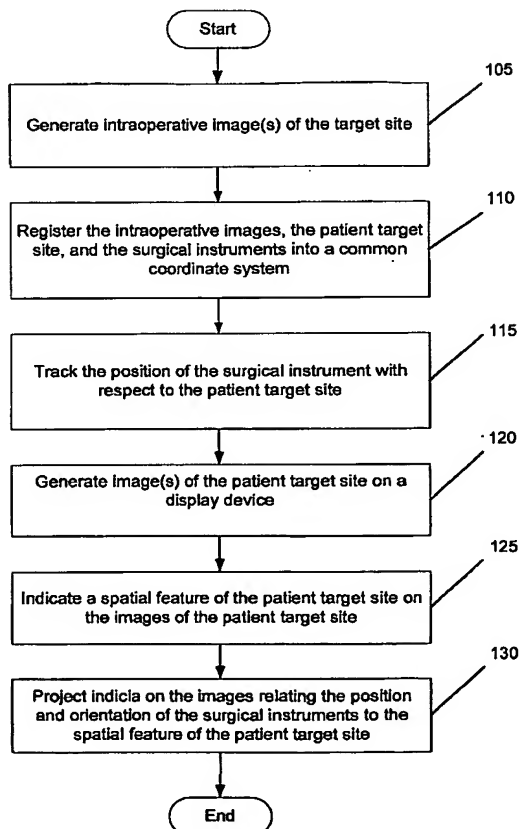 Start
105
Generate intraoperative image(s) of the target site
110
Register the intraoperative images, the patient target
site, and the surgical instruments into a common
coordinate system
115
Track the position of the surgical instrument with
respect to the patient target site
120
Generate image(s) of the patient target site on a
display device
125
Indicate a spatial feature of the patient target site on
the images of the patient target site
130
Project indicia on the images relating the position
and orientation of the surgical instruments to the
spatial feature of the patient target site
End